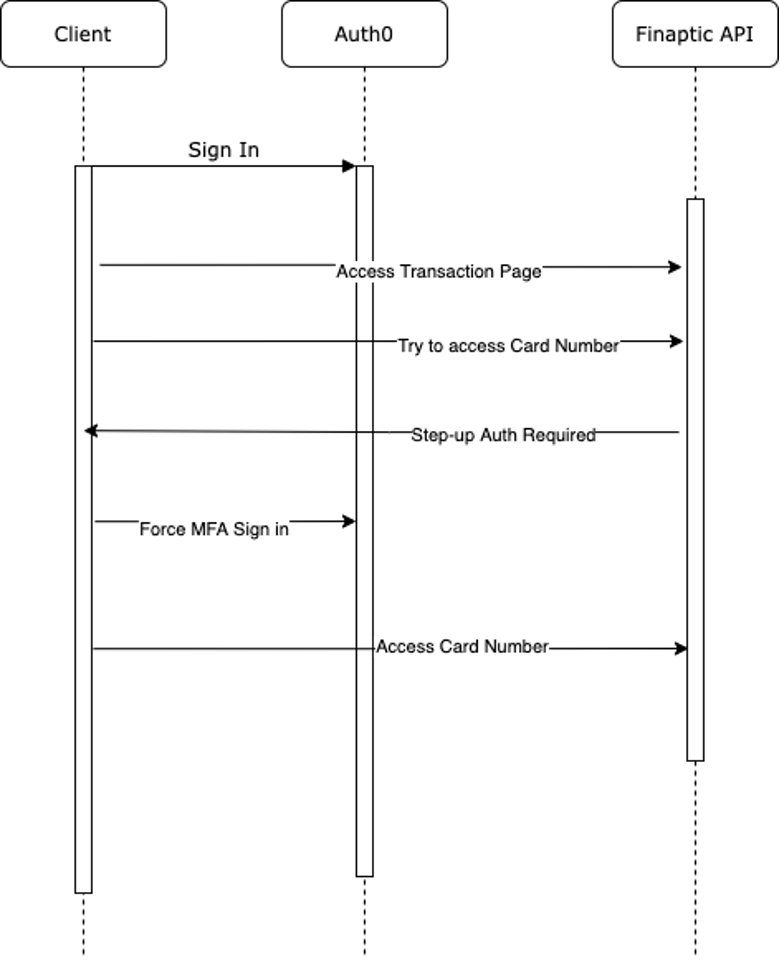 Client
Auth0
Finaptic API
Sign In
Access Transaction Page
Try to access Card Number
Step-up Auth Required
Force MFA Sign in
Access Card Number